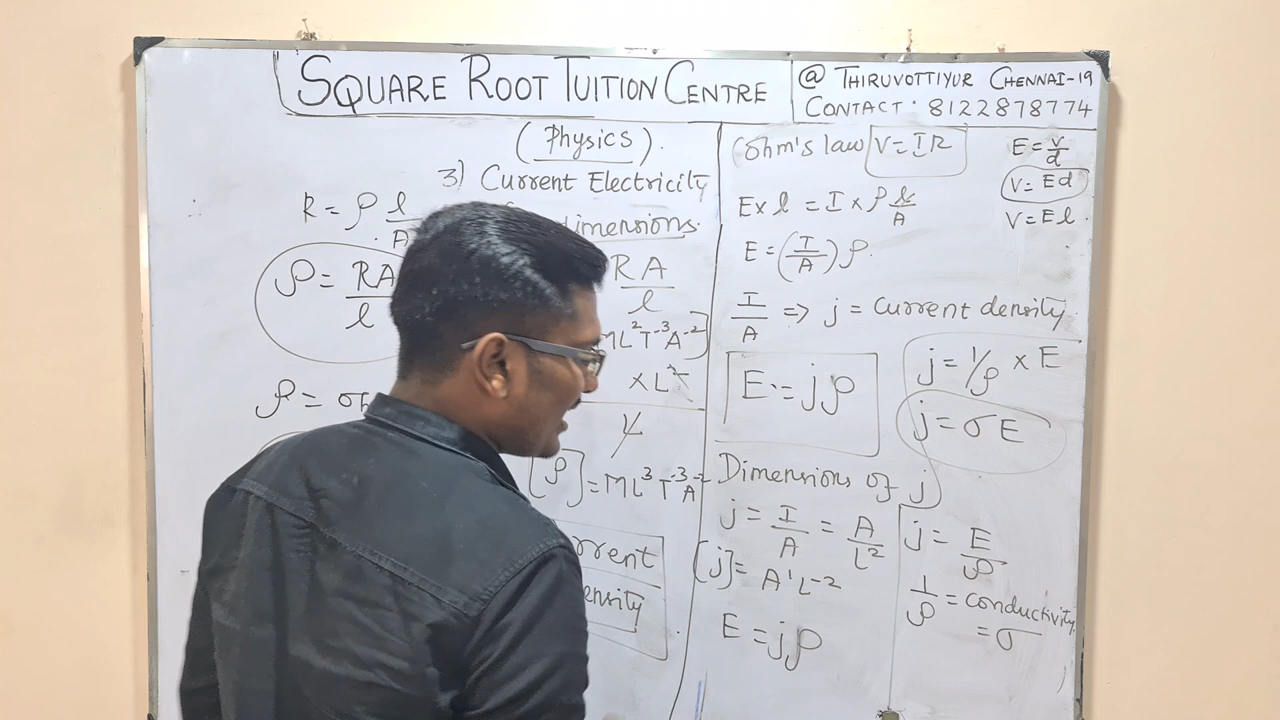 SQUARE ROOT TUITION CENTRE
@ THIRUVOTTIYUR CHENNAI-19
CONTACT : 8122878774
(Physics).
3) Current Electricity
R = ρ l/A
dimensions.
ρ = RA/l
RA/l
ML²T⁻³A⁻²]
× L²
L
ρ =
[ρ] = ML³T⁻³A⁻²
rrent
ensity
Ohm's law V=IR
E = V/d
V = Ed
V = El.
E x l = I x ρ l/A
E = (I/A) ρ.
I/A => j = Current density.
E = jρ
j = 1/ρ x E
j = σE
Dimensions of j
j = I/A = A/L²
[j] = A¹L⁻²
E = jρ
j = E/ρ
1/ρ = conductivity
= σ